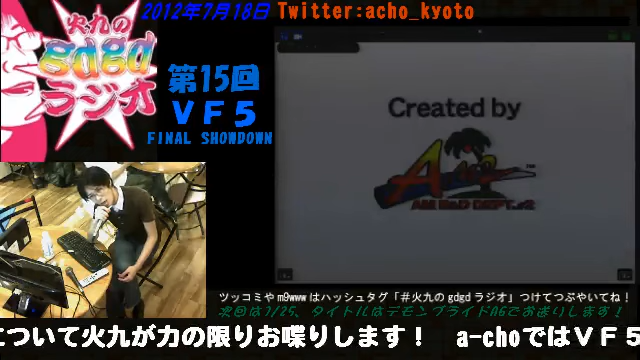 2012年7月18日 Twitter:acho_kyoto
火九の
gdgd
ラジオ
第15回
VF5
FINAL SHOWDOWN
Created by
AM R&D DEPT.#2
ツッコミやm9wwwはハッシュタグ「#火九のgdgdラジオ」つけてつぶやいてね!
次回は7/25、タイトルはデモンブライドAGでお送りします!
について火九が力の限りお喋りします! a-choではVF5